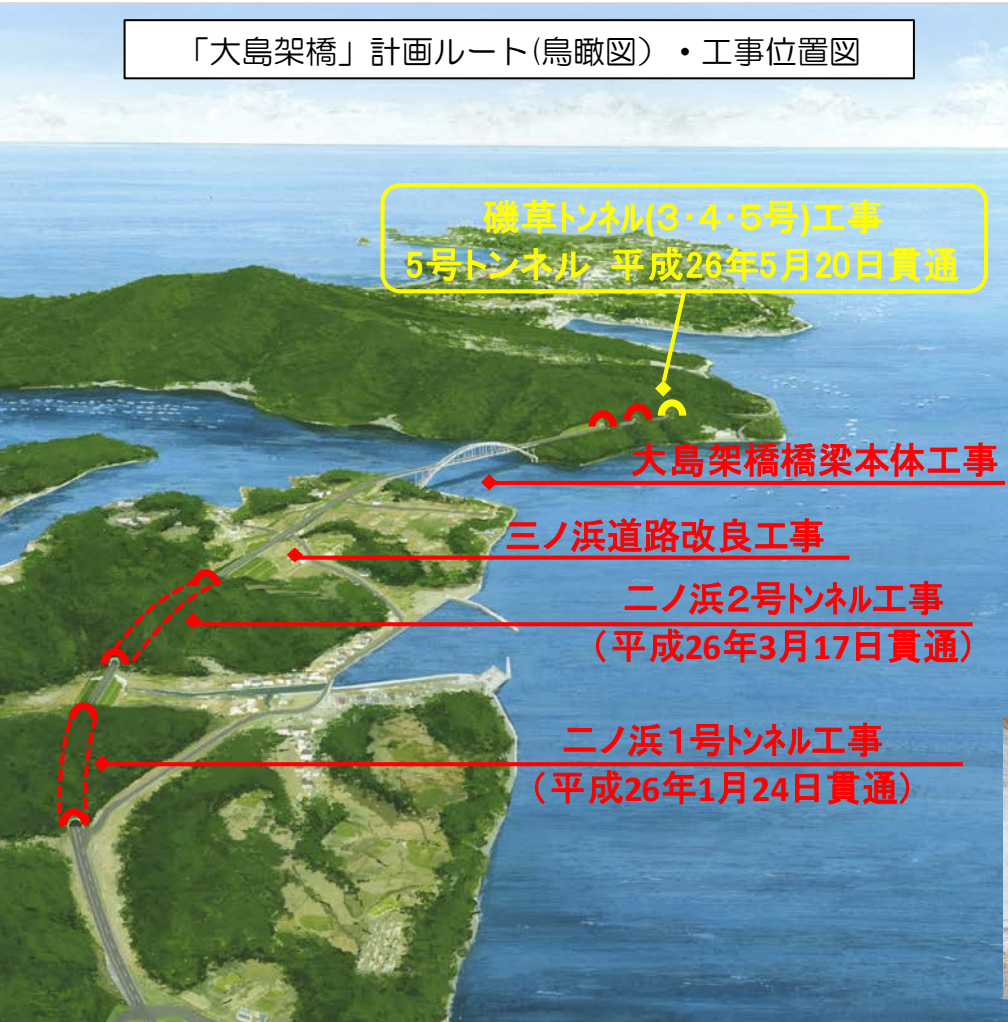 「大島架橋」計画ルート(鳥瞰図)・工事位置図
磯草トンネル(3・4・5号)工事
5号トンネル 平成26年5月20日貫通
大島架橋橋梁本体工事
三ノ浜道路改良工事
二ノ浜2号トンネル工事
(平成26年3月17日貫通)
二ノ浜1号トンネル工事
(平成26年1月24日貫通)